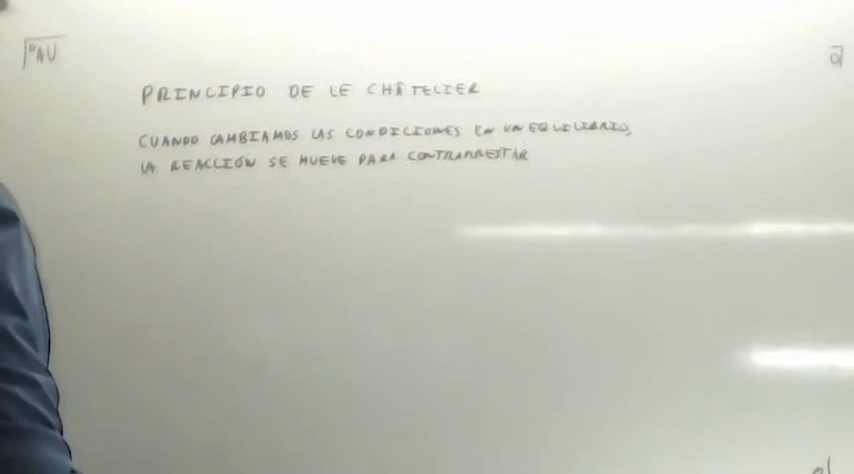 PAU
PRINCIPIO DE LE CHÂTELIER
CUANDO CAMBIAMOS LAS CONDICIONES EN UN EQUILIBRIO,
LA REACCIÓN SE MUEVE PARA CONTRARRESTAR